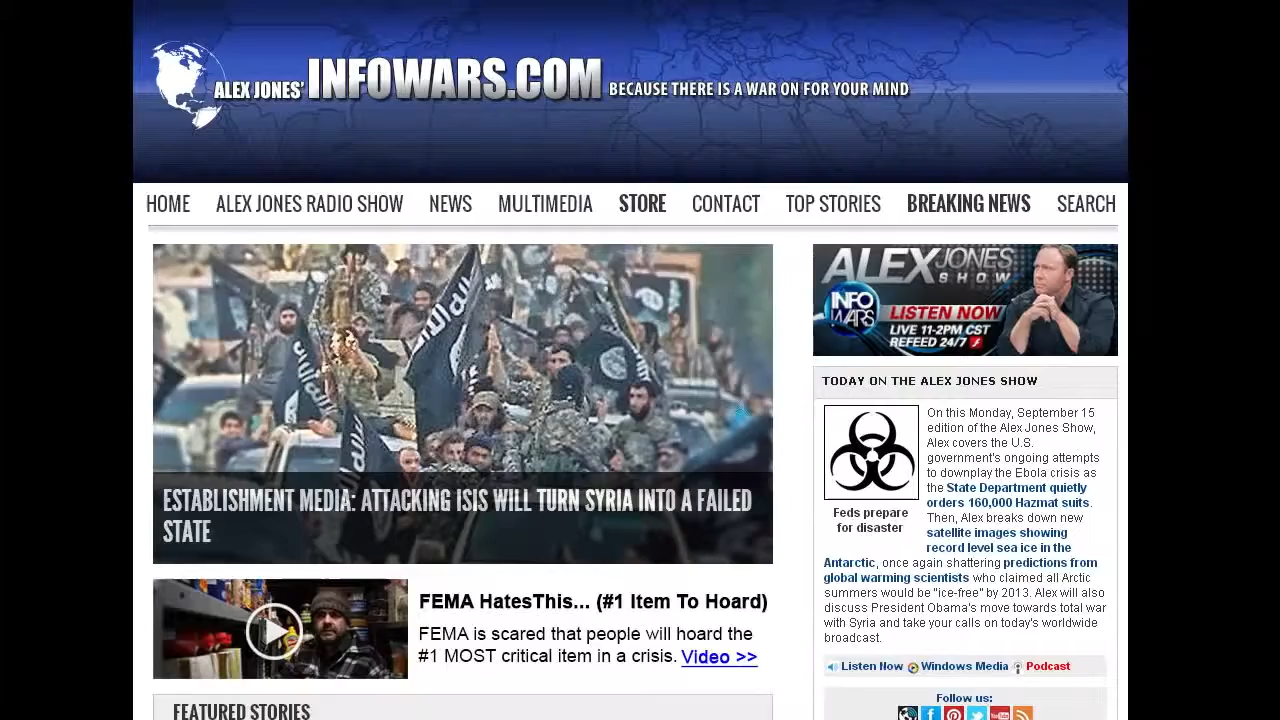 ALEX JONES' INFOWARS.COM BECAUSE THERE IS A WAR ON FOR YOUR MIND
HOME ALEX JONES RADIO SHOW NEWS MULTIMEDIA STORE CONTACT TOP STORIES BREAKING NEWS SEARCH
ESTABLISHMENT MEDIA: ATTACKING ISIS WILL TURN SYRIA INTO A FAILED
STATE
FEMA HatesThis... (#1 Item To Hoard)
FEMA is scared that people will hoard the
#1 MOST critical item in a crisis. Video >>
FEATURED STORIES
ALEX JONES
SHOW
INFO
WARS
LISTEN NOW
LIVE 11-2PM CST
REFEED 24/7
TODAY ON THE ALEX JONES SHOW
Feds prepare
for disaster
On this Monday, September 15
edition of the Alex Jones Show,
Alex covers the U.S.
government's ongoing attempts
to downplay the Ebola crisis as
the State Department quietly
orders 160,000 Hazmat suits.
Then, Alex breaks down new
satellite images showing
record level sea ice in the
Antarctic, once again shattering predictions from
global warming scientists who claimed all Arctic
summers would be "ice-free" by 2013. Alex will also
discuss President Obama's move towards total war
with Syria and take your calls on today's worldwide
broadcast.
Listen Now Windows Media Podcast
Follow us: